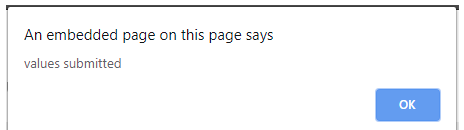 An embedded page on this page says
values submitted
OK